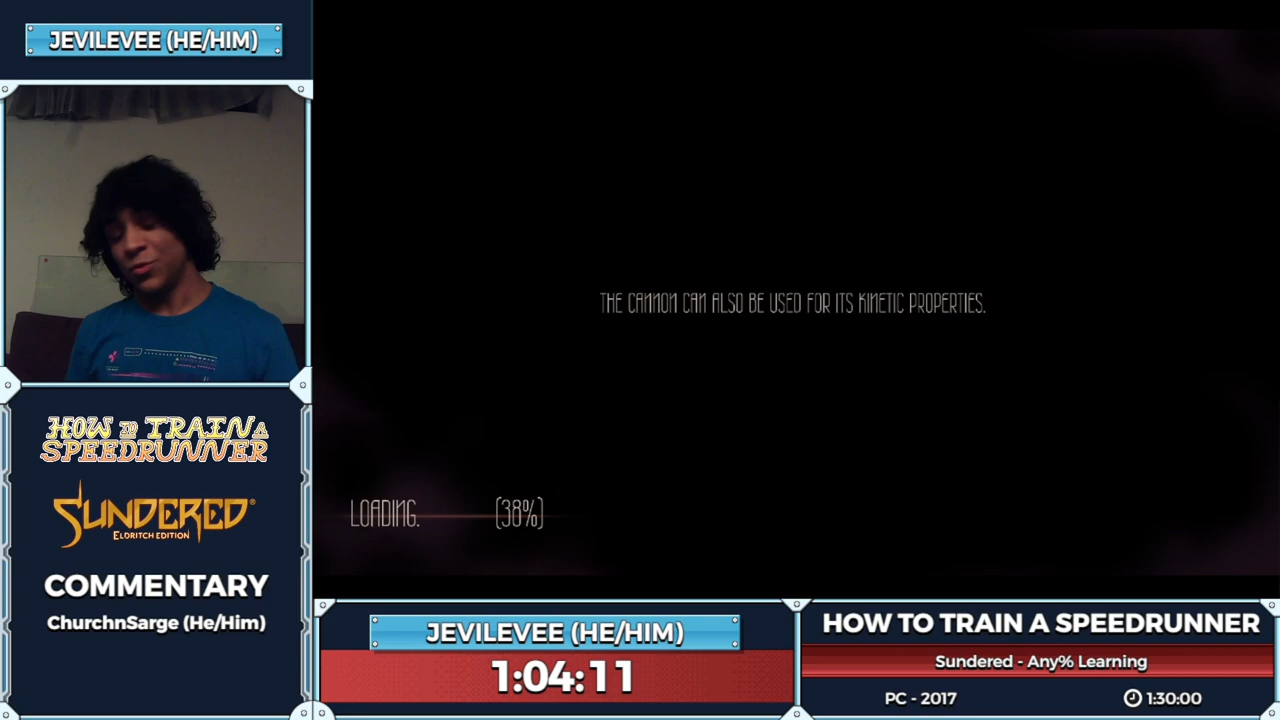 JEVILEVEE (HE/HIM)
THE CANNON CAN ALSO BE USED FOR ITS KINETIC PROPERTIES.
LOADING.
(38%)
HOW TO TRAIN A
SPEEDRUNNER
SUNDERED®
ELDRITCH EDITION
COMMENTARY
ChurchnSarge (He/Him)
JEVILEVEE (HE/HIM)
1:04:11
HOW TO TRAIN A SPEEDRUNNER
Sundered - Any% Learning
PC - 2017
1:30:00